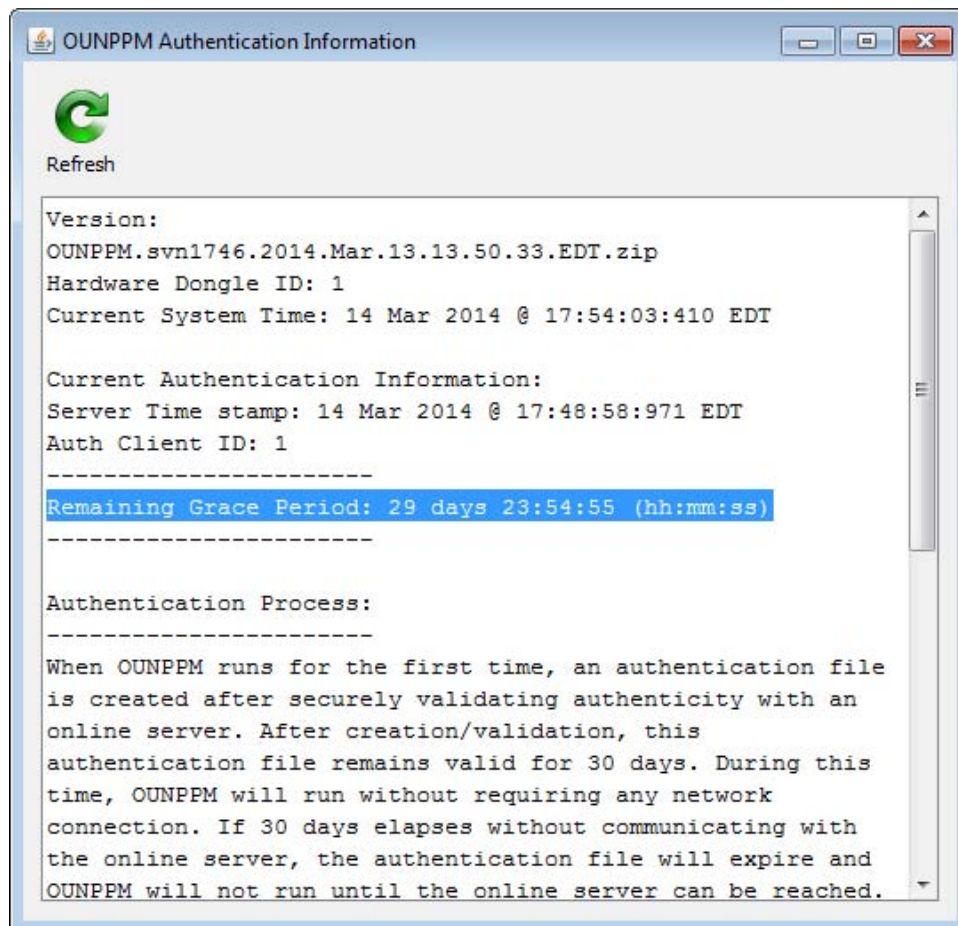 OUNPPM Authentication Information
Refresh
Version:
OUNPPM.svn1746.2014.Mar.13.13.50.33.EDT.zip
Hardware Dongle ID: 1
Current System Time: 14 Mar 2014 @ 17:54:03:410 EDT
Current Authentication Information:
Server Time stamp: 14 Mar 2014 @ 17:48:58:971 EDT
Auth Client ID: 1
-----------------------
Remaining Grace Period: 29 days 23:54:55 (hh:mm:ss)
-----------------------
Authentication Process:
-----------------------
When OUNPPM runs for the first time, an authentication file
is created after securely validating authenticity with an
online server. After creation/validation, this
authentication file remains valid for 30 days. During this
time, OUNPPM will run without requiring any network
connection. If 30 days elapses without communicating with
the online server, the authentication file will expire and
OUNPPM will not run until the online server can be reached.